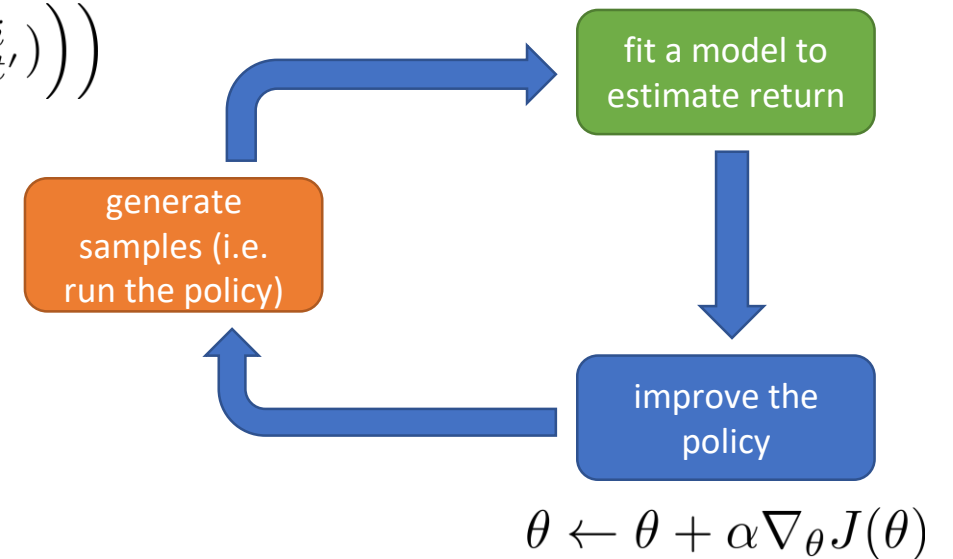 fit a model to
estimate return
generate
samples (i.e.
run the policy)
improve the
policy
θ ← θ + α∇_θ J(θ)